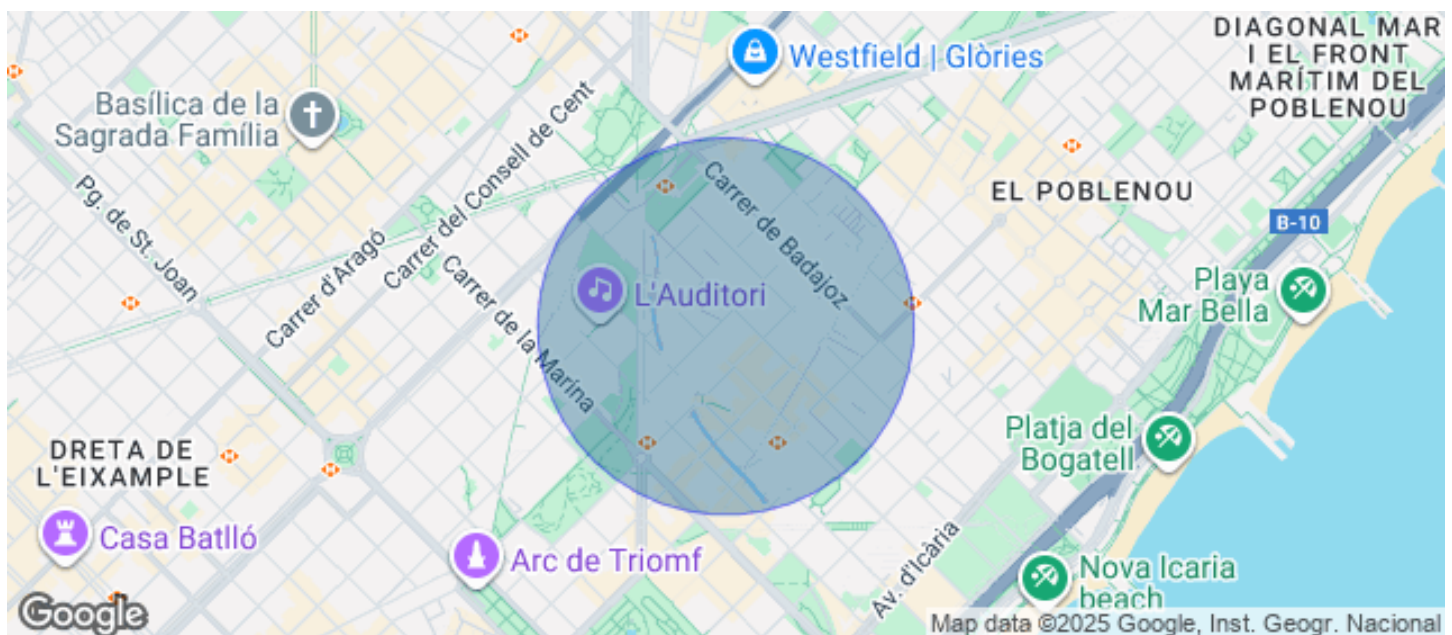 DIAGONAL MAR
I EL FRONT
MARÍTIM DEL
POBLENOU
Westfield | Glòries
Basílica de la
Sagrada Família
Carrer del Consell de Cent
Pg. de St. Joan
Carrer d'Aragó
Carrer de la Marina
Carrer de Badajoz
EL POBLENOU
B-10
L'Auditori
Playa
Mar Bella
Platja del
Bogatell
DRETA DE
L'EIXAMPLE
Casa Batlló
Arc de Triomf
Av. d'Icària
Nova Icaria
beach
Google
Map data ©2025 Google, Inst. Geogr. Nacional